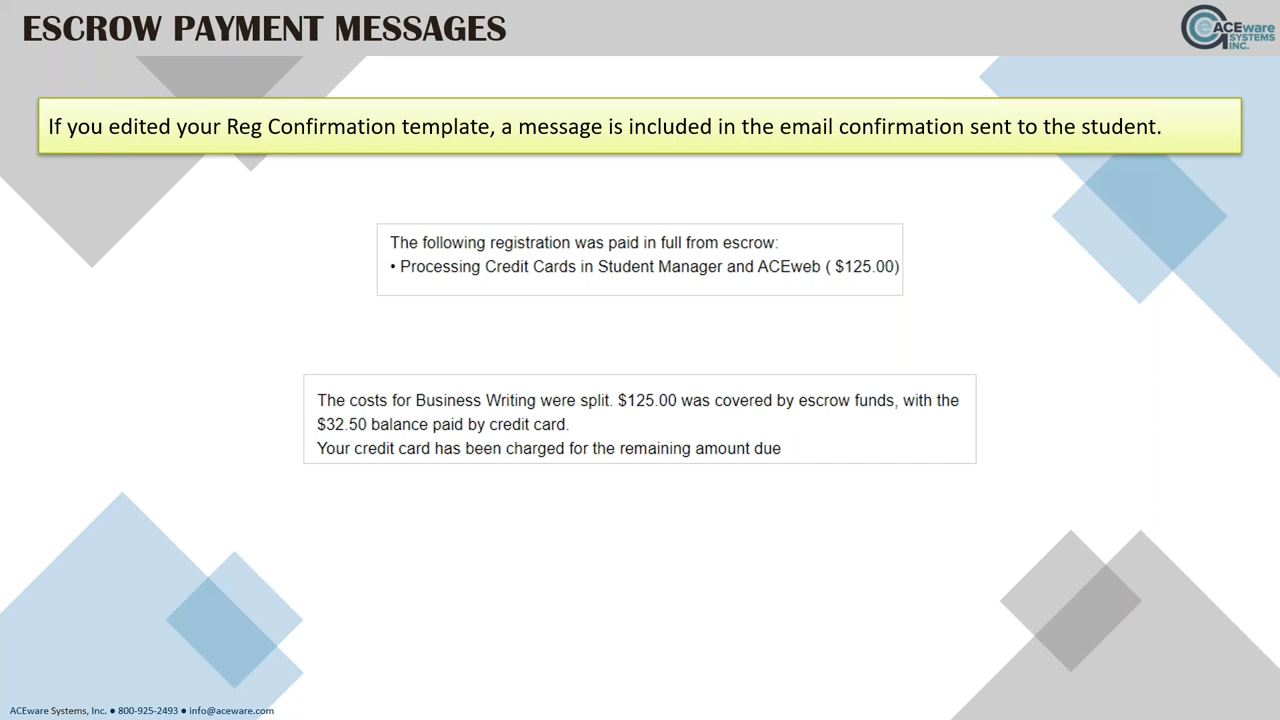 ESCROW PAYMENT MESSAGES
eACEware
SYSTEMS
INC.
If you edited your Reg Confirmation template, a message is included in the email confirmation sent to the student.
The following registration was paid in full from escrow:
• Processing Credit Cards in Student Manager and ACEweb ( $125.00)
The costs for Business Writing were split. $125.00 was covered by escrow funds, with the
$32.50 balance paid by credit card.
Your credit card has been charged for the remaining amount due
ACEware Systems, Inc. ● 800-925-2493 ● info@aceware.com